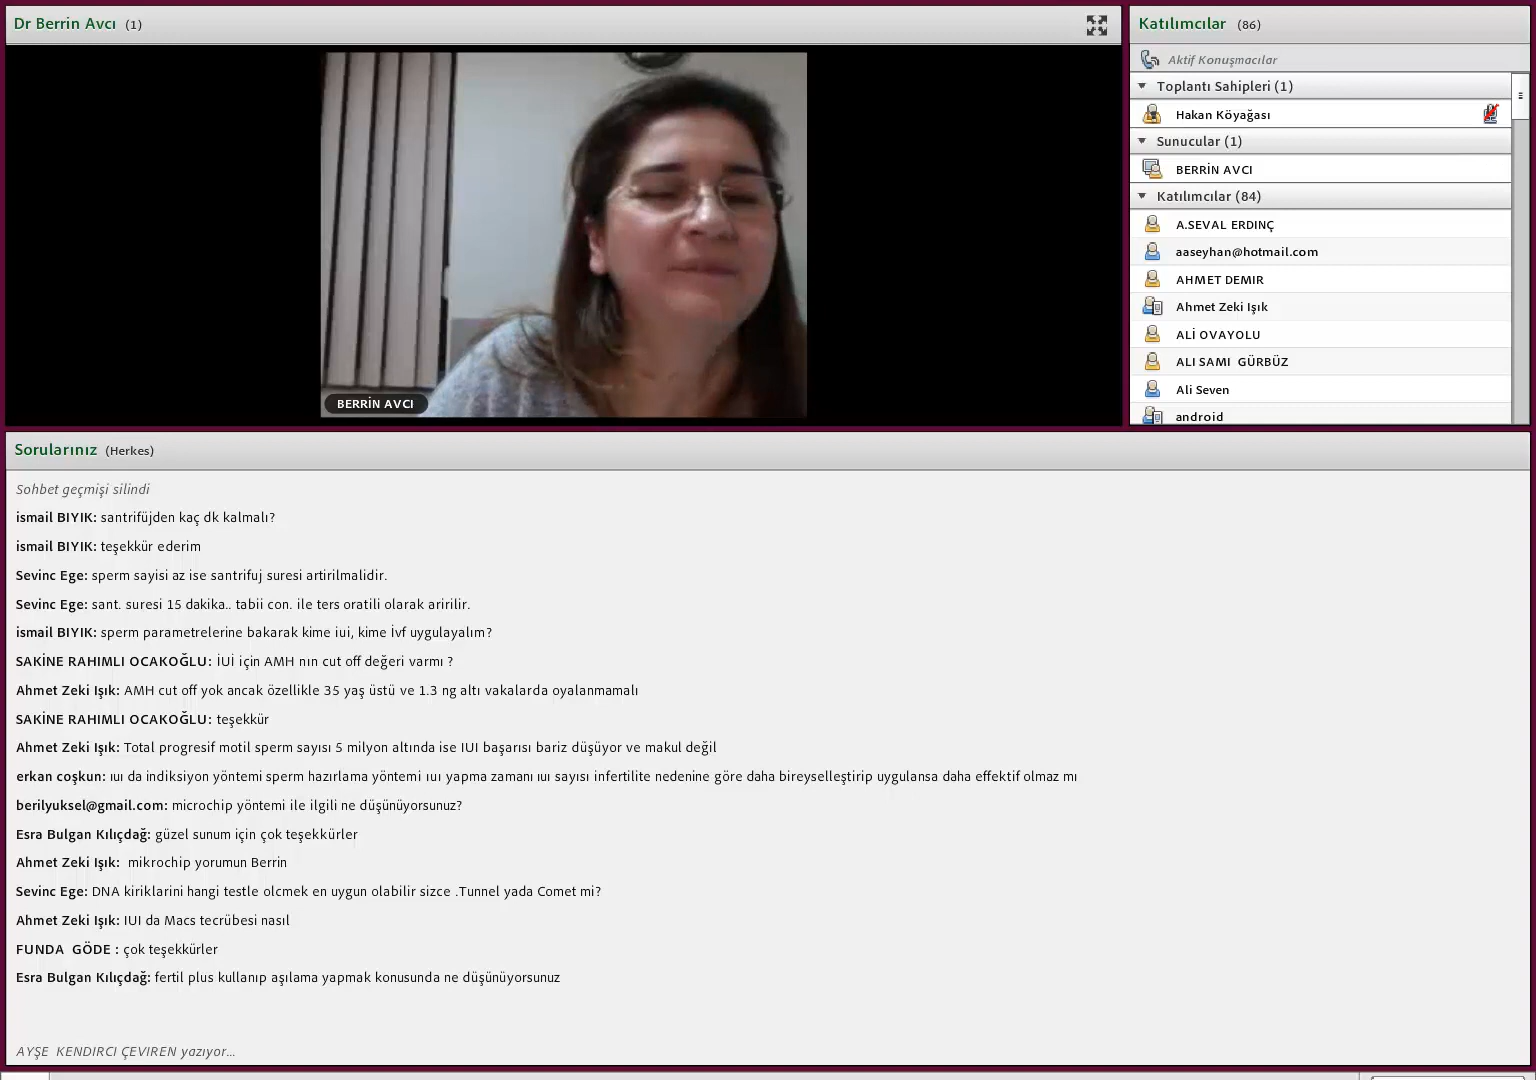 Dr Berrin Avcı (1)
BERRİN AVCI
Katılımcılar (86)
Aktif Konuşmacılar
Toplantı Sahipleri (1)
Hakan Köyağası
Sunucular (1)
BERRİN AVCI
Katılımcılar (84)
A.SEVAL ERDINÇ
aaseyhan@hotmail.com
AHMET DEMIR
Ahmet Zeki Işık
ALİ OVAYOLU
ALI SAMI  GÜRBÜZ
Ali Seven
android
Sorularınız (Herkes)
Sohbet geçmişi silindi
ismail BIYIK: santrifüjden kaç dk kalmalı?
ismail BIYIK: teşekkür ederim
Sevinc Ege: sperm sayisi az ise santrifuj suresi artirilmalidir.
Sevinc Ege: sant. suresi 15 dakika.. tabii con. ile ters oratili olarak aririlir.
ismail BIYIK: sperm parametrelerine bakarak kime iui, kime İvf uygulayalım?
SAKİNE RAHIMLI OCAKOĞLU: İUİ için AMH nın cut off değeri varmı ?
Ahmet Zeki Işık: AMH cut off yok ancak özellikle 35 yaş üstü ve 1.3 ng altı vakalarda oyalanmamalı
SAKİNE RAHIMLI OCAKOĞLU: teşekkür
Ahmet Zeki Işık: Total progresif motil sperm sayısı 5 milyon altında ise IUI başarısı bariz düşüyor ve makul değil
erkan coşkun: ıuı da indiksiyon yöntemi sperm hazırlama yöntemi ıuı yapma zamanı ıuı sayısı infertilite nedenine göre daha bireyselleştirip uygulansa daha effektif olmaz mı
berilyuksel@gmail.com: microchip yöntemi ile ilgili ne düşünüyorsunuz?
Esra Bulgan Kılıçdağ: güzel sunum için çok teşekkürler
Ahmet Zeki Işık:  mikrochip yorumun Berrin
Sevinc Ege: DNA kiriklarini hangi testle olcmek en uygun olabilir sizce .Tunnel yada Comet mi?
Ahmet Zeki Işık: IUI da Macs tecrübesi nasıl
FUNDA  GÖDE : çok teşekkürler
Esra Bulgan Kılıçdağ: fertil plus kullanıp aşılama yapmak konusunda ne düşünüyorsunuz
AYŞE  KENDIRCI ÇEVIREN yazıyor...